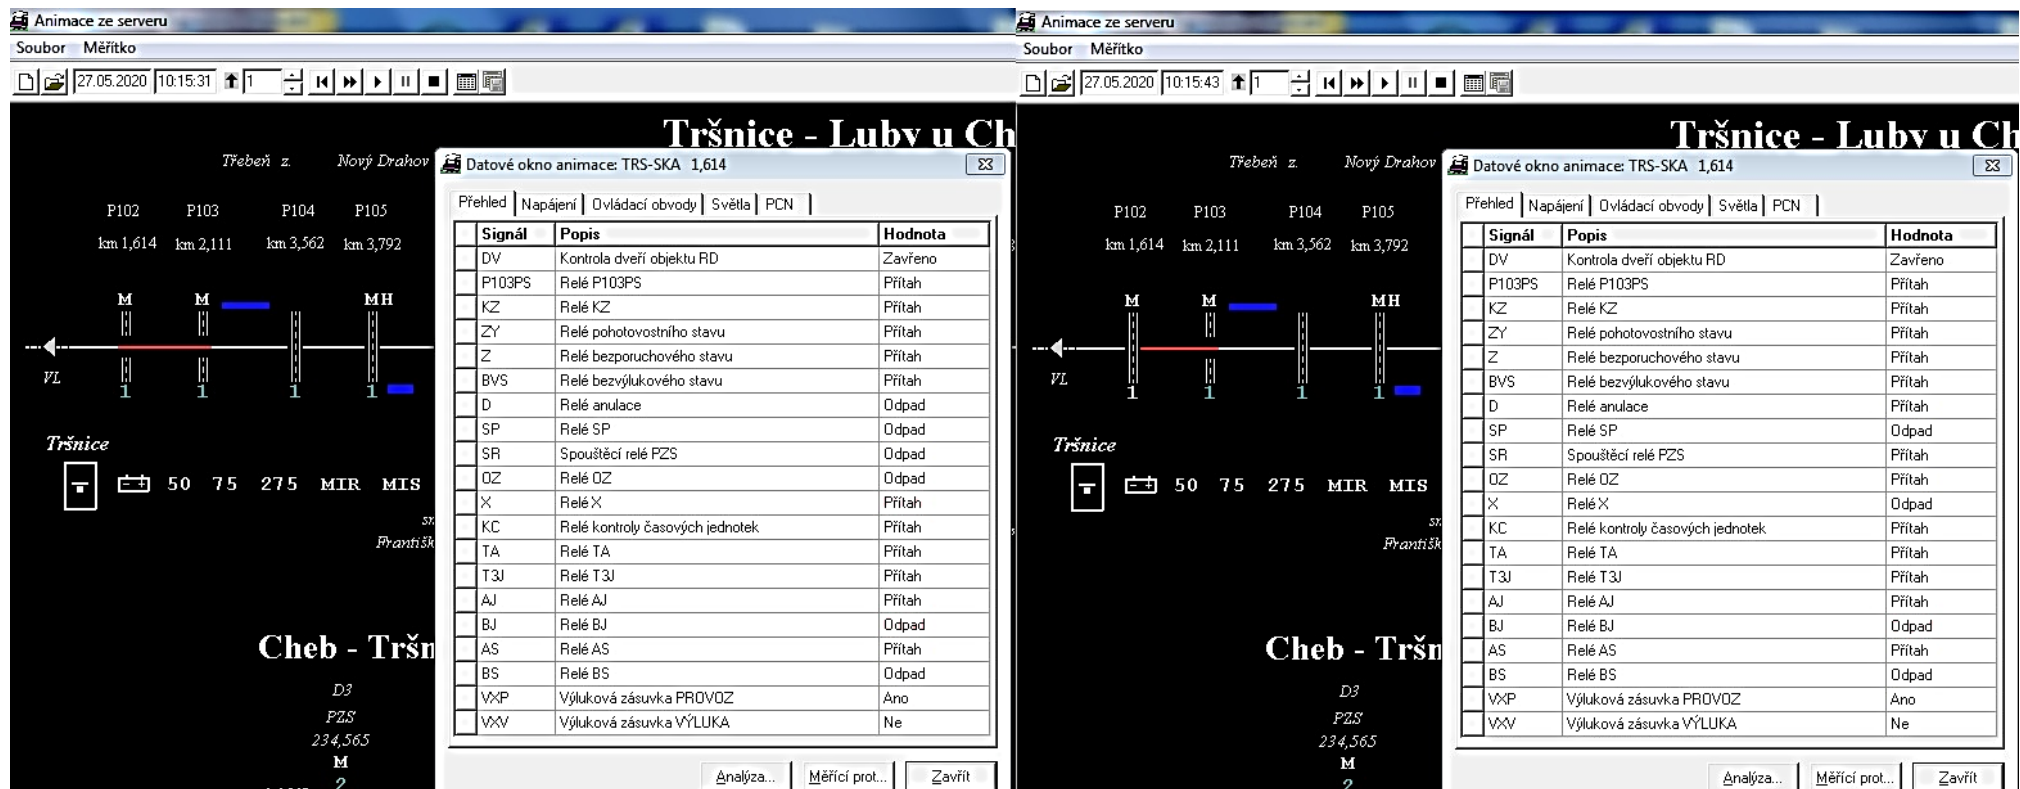 Animace ze serveru
Soubor Měřítko
27.05.2020 10:15:31 1
Tršnice - Luby u Ch
Třebeň z. Nový Drahov
P102 P103 P104 P105
km 1,614 km 2,111 km 3,562 km 3,792
M M MH
VL
1 1 1 1
Tršnice
50 75 275 MIR MIS
Františk
Cheb - Tršn
D3
PZS
234,565
M
2
Datové okno animace: TRS-SKA 1,614
Přehled Napájení Ovládací obvody Světla PCN
Signál Popis Hodnota
DV Kontrola dveří objektu RD Zavřeno
P103PS Relé P103PS Přítah
KZ Relé KZ Přítah
ZY Relé pohotovostního stavu Přítah
Z Relé bezporuchového stavu Přítah
BVS Relé bezvýlukového stavu Přítah
D Relé anulace Odpad
SP Relé SP Odpad
SR Spouštěcí relé PZS Odpad
OZ Relé OZ Odpad
X Relé X Přítah
KC Relé kontroly časových jednotek Přítah
TA Relé TA Přítah
T3J Relé T3J Přítah
AJ Relé AJ Přítah
BJ Relé BJ Odpad
AS Relé AS Přítah
BS Relé BS Odpad
VXP Výluková zásuvka PROVOZ Ano
VXV Výluková zásuvka VÝLUKA Ne
Analýza... Měřící prot... Zavřít
Animace ze serveru
Soubor Měřítko
27.05.2020 10:15:43 1
Tršnice - Luby u Ch
Třebeň z. Nový Drahov
P102 P103 P104 P105
km 1,614 km 2,111 km 3,562 km 3,792
M M MH
VL
1 1 1 1
Tršnice
50 75 275 MIR MIS
Františk
Cheb - Tršn
D3
PZS
234,565
M
2
Datové okno animace: TRS-SKA 1,614
Přehled Napájení Ovládací obvody Světla PCN
Signál Popis Hodnota
DV Kontrola dveří objektu RD Zavřeno
P103PS Relé P103PS Přítah
KZ Relé KZ Přítah
ZY Relé pohotovostního stavu Přítah
Z Relé bezporuchového stavu Přítah
BVS Relé bezvýlukového stavu Přítah
D Relé anulace Přítah
SP Relé SP Odpad
SR Spouštěcí relé PZS Přítah
OZ Relé OZ Přítah
X Relé X Odpad
KC Relé kontroly časových jednotek Přítah
TA Relé TA Přítah
T3J Relé T3J Přítah
AJ Relé AJ Přítah
BJ Relé BJ Odpad
AS Relé AS Přítah
BS Relé BS Odpad
VXP Výluková zásuvka PROVOZ Ano
VXV Výluková zásuvka VÝLUKA Ne
Analýza... Měřící prot... Zavřít